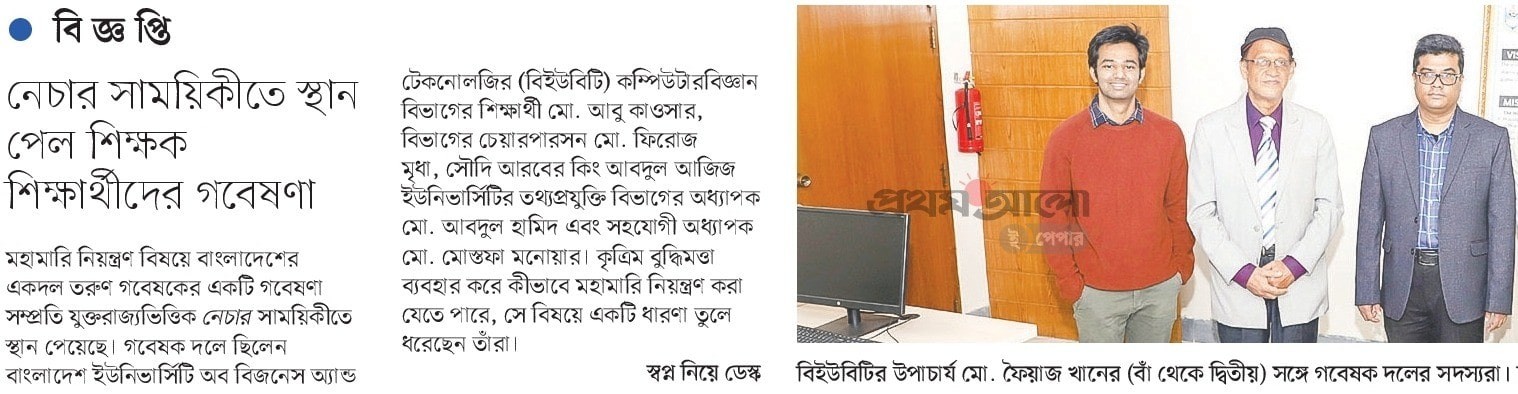 বিজ্ঞপ্তি
নেচার সাময়িকীতে স্থান
পেল শিক্ষক
শিক্ষার্থীদের গবেষণা
মহামারি নিয়ন্ত্রণ বিষয়ে বাংলাদেশের
একদল তরুণ গবেষকের একটি গবেষণা
সম্প্রতি যুক্তরাজ্যভিত্তিক নেচার সাময়িকীতে
স্থান পেয়েছে। গবেষক দলে ছিলেন
বাংলাদেশ ইউনিভার্সিটি অব বিজনেস অ্যান্ড
টেকনোলজির (বিইউবিটি) কম্পিউটারবিজ্ঞান
বিভাগের শিক্ষার্থী মো. আবু কাওসার,
বিভাগের চেয়ারপারসন মো. ফিরোজ
মৃধা, সৌদি আরবের কিং আবদুল আজিজ
ইউনিভার্সিটির তথ্যপ্রযুক্তি বিভাগের অধ্যাপক
মো. আবদুল হামিদ এবং সহযোগী অধ্যাপক
মো. মোস্তফা মনোয়ার। কৃত্রিম বুদ্ধিমত্তা
ব্যবহার করে কীভাবে মহামারি নিয়ন্ত্রণ করা
যেতে পারে, সে বিষয়ে একটি ধারণা তুলে
ধরেছেন তাঁরা।
স্বপ্ন নিয়ে ডেস্ক
প্রথম আলো
ই পেপার
VIS
MIS
বিইউবিটির উপাচার্য মো. ফৈয়াজ খানের (বাঁ থেকে দ্বিতীয়) সঙ্গে গবেষক দলের সদস্যরা।